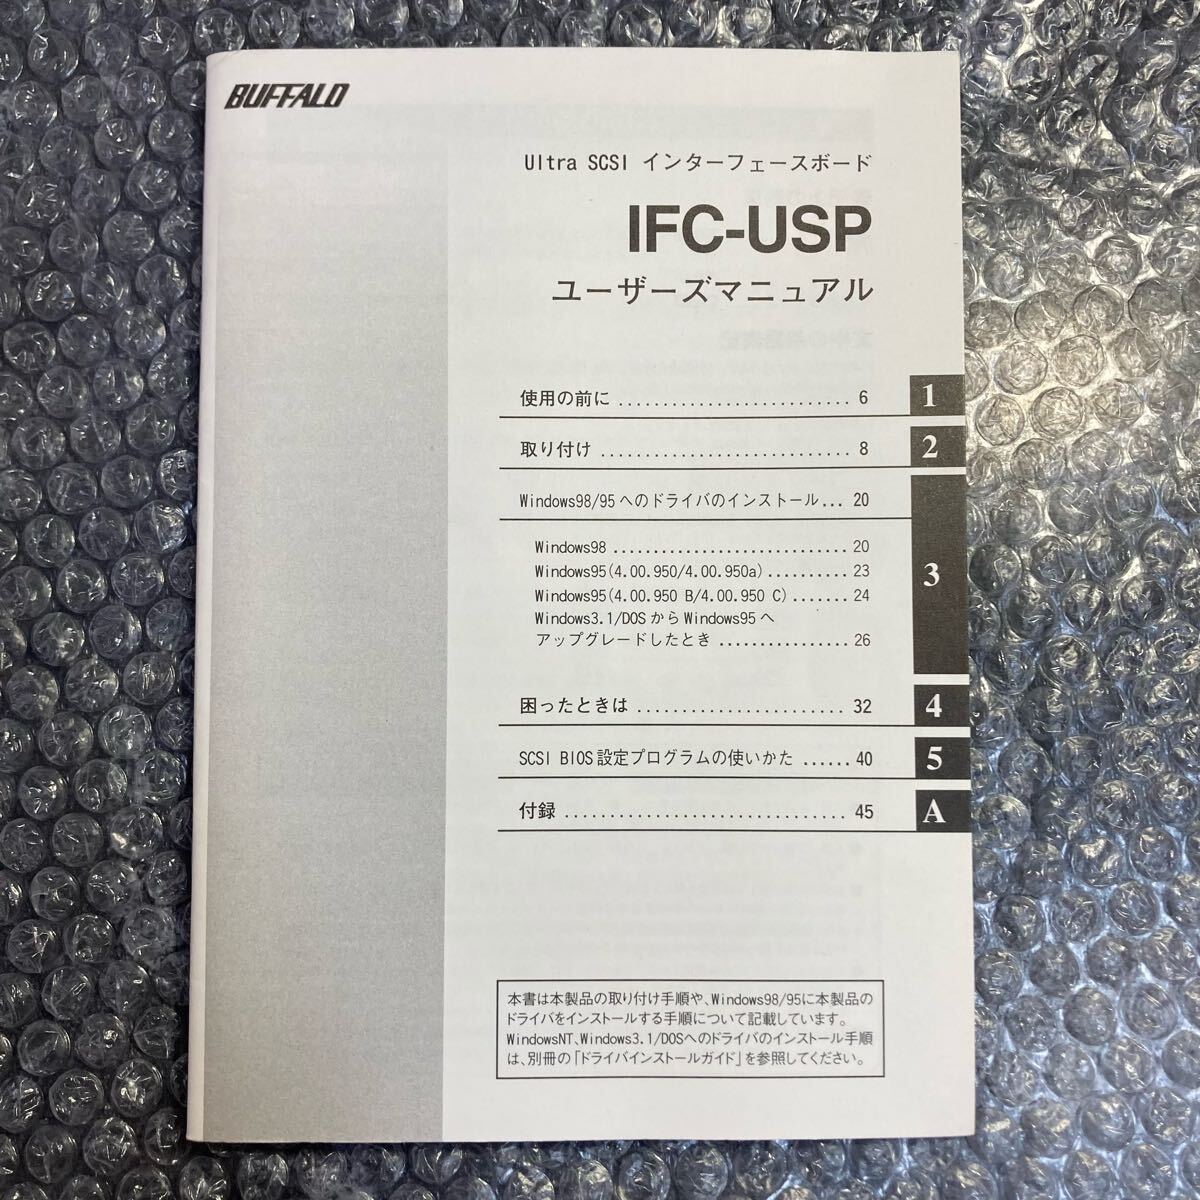 BUFFALO
Ultra SCSI インターフェースボード
IFC-USP
ユーザーズマニュアル
使用の前に .......................... 6 1
取り付け ............................ 8 2
Windows98/95 へのドライバのインストール... 20
Windows98 ............................. 20
Windows95(4.00.950/4.00.950a) .......... 23 3
Windows95(4.00.950 B/4.00.950 C) ....... 24
Windows3.1/DOS から Windows95 へ
アップグレードしたとき ................ 26
困ったときは ....................... 32 4
SCSI BIOS 設定プログラムの使いかた ...... 40 5
付録 ............................... 45 A
本書は本製品の取り付け手順や、Windows98/95に本製品の
ドライバをインストールする手順について記載しています。
WindowsNT、Windows3.1/DOSへのドライバのインストール手順
は、別冊の「ドライバインストールガイド」を参照してください。